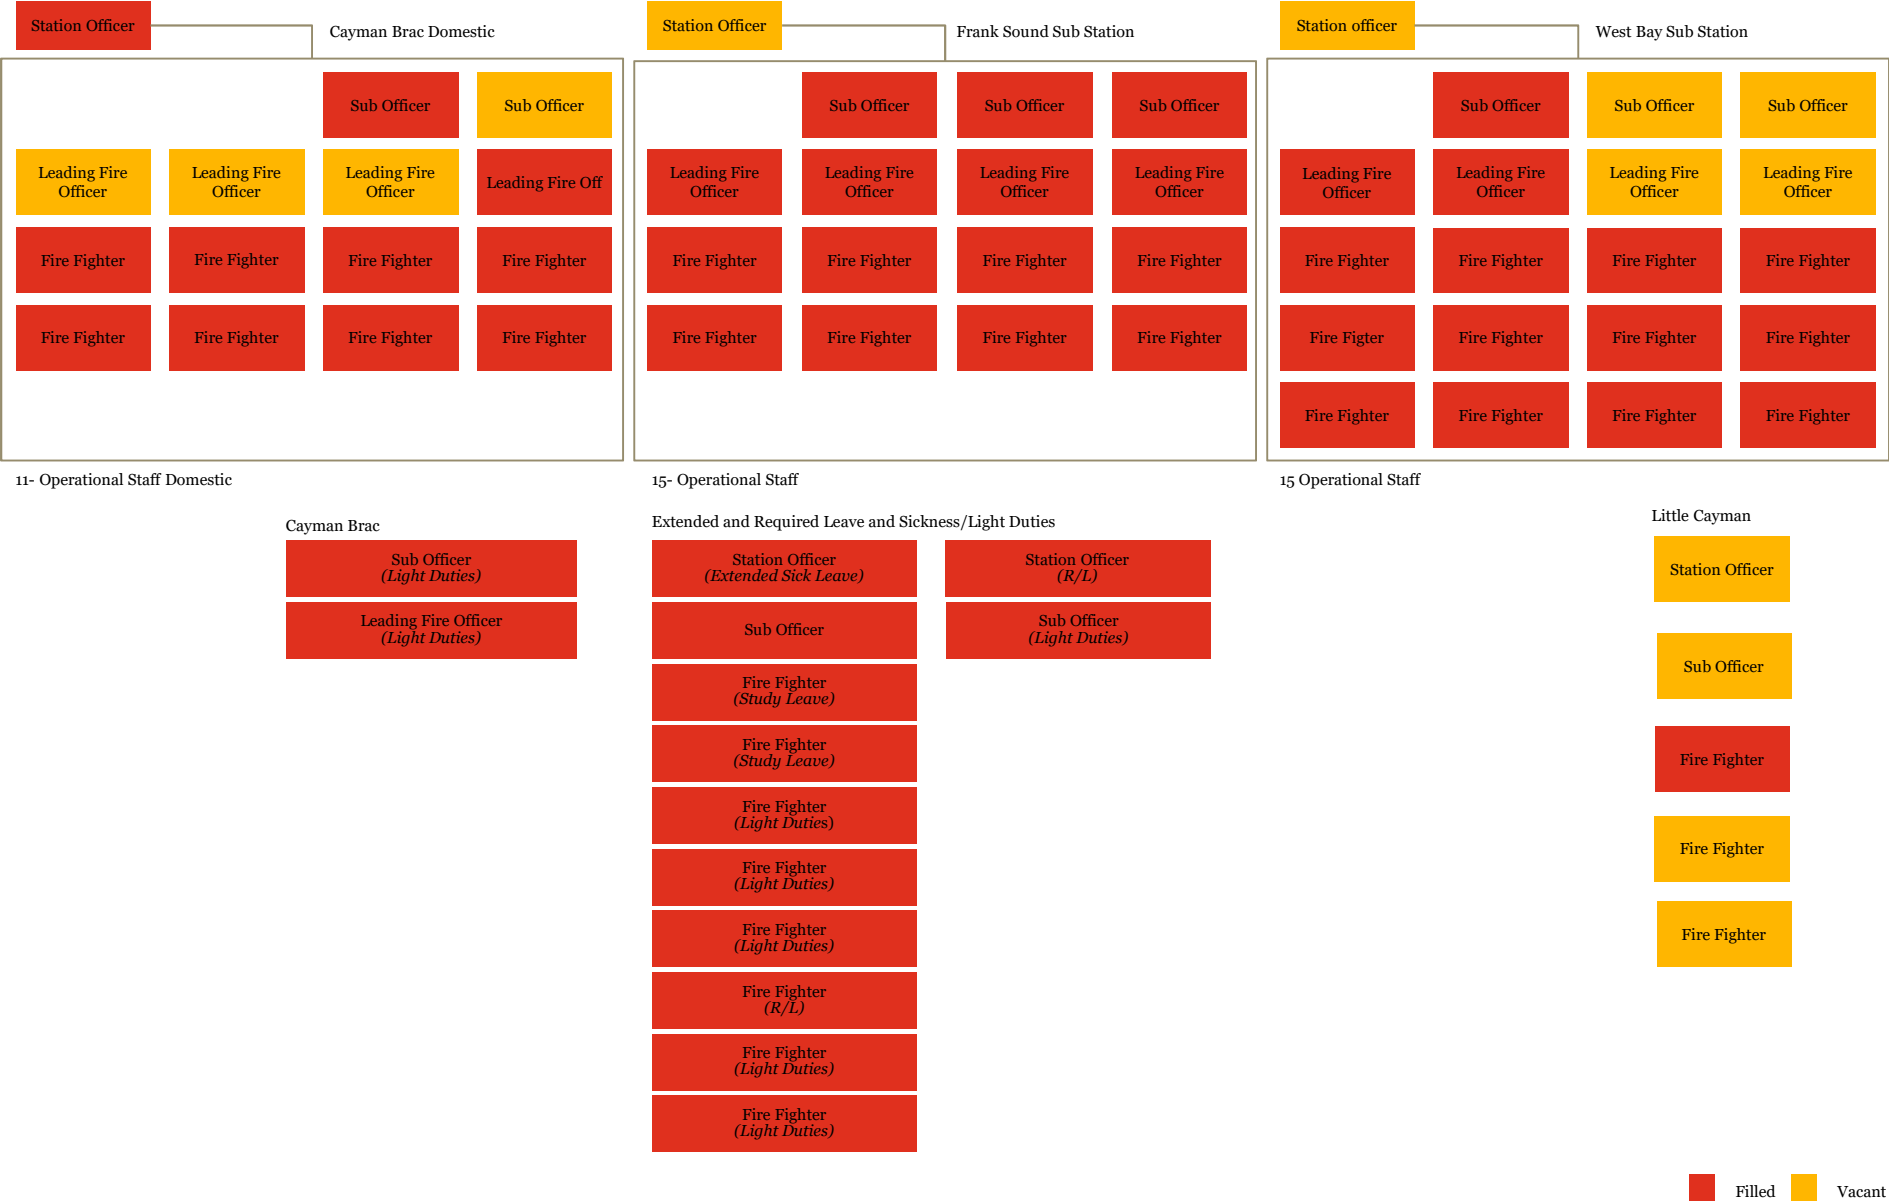 Station Officer
Cayman Brac Domestic
Sub Officer
Sub Officer
Leading Fire
Officer
Leading Fire
Officer
Leading Fire
Officer
Leading Fire Off
Fire Fighter
Fire Fighter
Fire Fighter
Fire Fighter
Fire Fighter
Fire Fighter
Fire Fighter
Fire Fighter
11- Operational Staff Domestic
Station Officer
Frank Sound Sub Station
Sub Officer
Sub Officer
Sub Officer
Leading Fire
Officer
Leading Fire
Officer
Leading Fire
Officer
Leading Fire
Officer
Fire Fighter
Fire Fighter
Fire Fighter
Fire Fighter
Fire Fighter
Fire Fighter
Fire Fighter
Fire Fighter
15- Operational Staff
Station officer
West Bay Sub Station
Sub Officer
Sub Officer
Sub Officer
Leading Fire
Officer
Leading Fire
Officer
Leading Fire
Officer
Leading Fire
Officer
Fire Fighter
Fire Fighter
Fire Fighter
Fire Fighter
Fire Figter
Fire Fighter
Fire Fighter
Fire Fighter
Fire Fighter
Fire Fighter
Fire Fighter
Fire Fighter
15 Operational Staff
Cayman Brac
Sub Officer
(Light Duties)
Leading Fire Officer
(Light Duties)
Extended and Required Leave and Sickness/Light Duties
Station Officer
(Extended Sick Leave)
Sub Officer
Fire Fighter
(Study Leave)
Fire Fighter
(Study Leave)
Fire Fighter
(Light Duties)
Fire Fighter
(Light Duties)
Fire Fighter
(Light Duties)
Fire Fighter
(R/L)
Fire Fighter
(Light Duties)
Fire Fighter
(Light Duties)
Station Officer
(R/L)
Sub Officer
(Light Duties)
Little Cayman
Station Officer
Sub Officer
Fire Fighter
Fire Fighter
Fire Fighter
Filled
Vacant